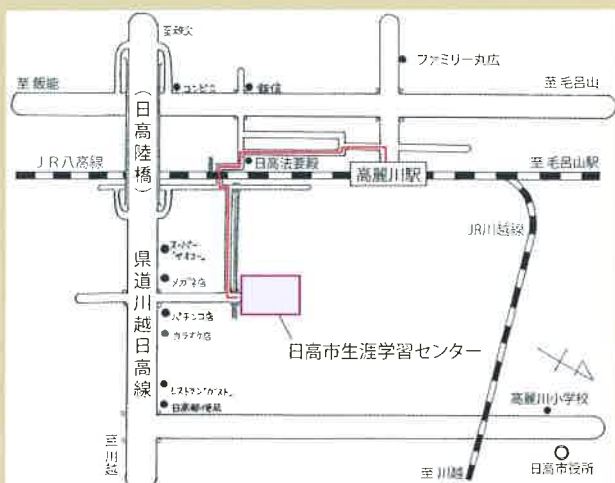 至秩父
至 飯能
コンビニ
飯信
ファミリー丸広
至 毛呂山
（日高陸橋）
JR八高線
日高法要殿
高麗川駅
至 毛呂山駅
JR川越線
県道川越日高線
スーパー
"ヤオコー"
メガネ店
パチンコ店
カラオケ店
日高市生涯学習センター
レストラン"ガスト"
日高郵便局
高麗川小学校
至 川越
至 川越
日高市役所